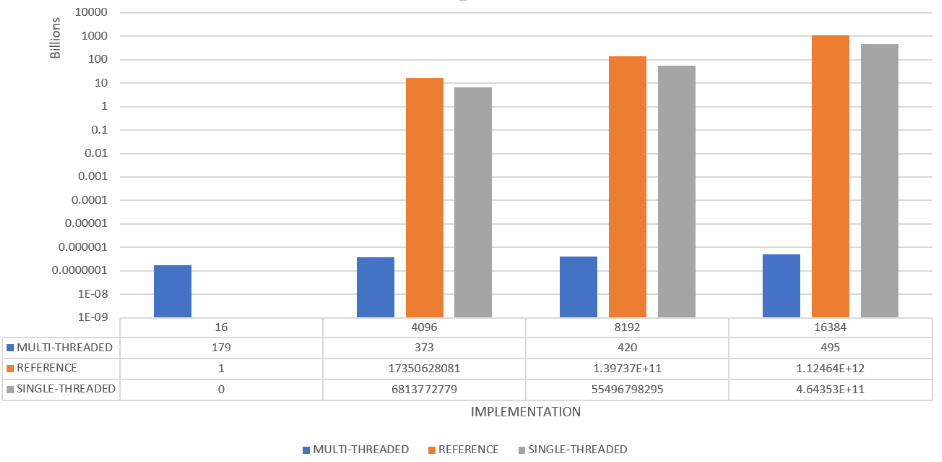 10000
Billions
1000
100
10
1
0.1
0.01
0.001
0.0001
0.00001
0.000001
0.0000001
1E-08
1E-09
16 4096 8192 16384
MULTI-THREADED 179 373 420 495
REFERENCE 1 17350628081 1.39737E+11 1.12464E+12
SINGLE-THREADED 0 6813772779 55496798295 4.64353E+11
IMPLEMENTATION
MULTI-THREADED REFERENCE SINGLE-THREADED